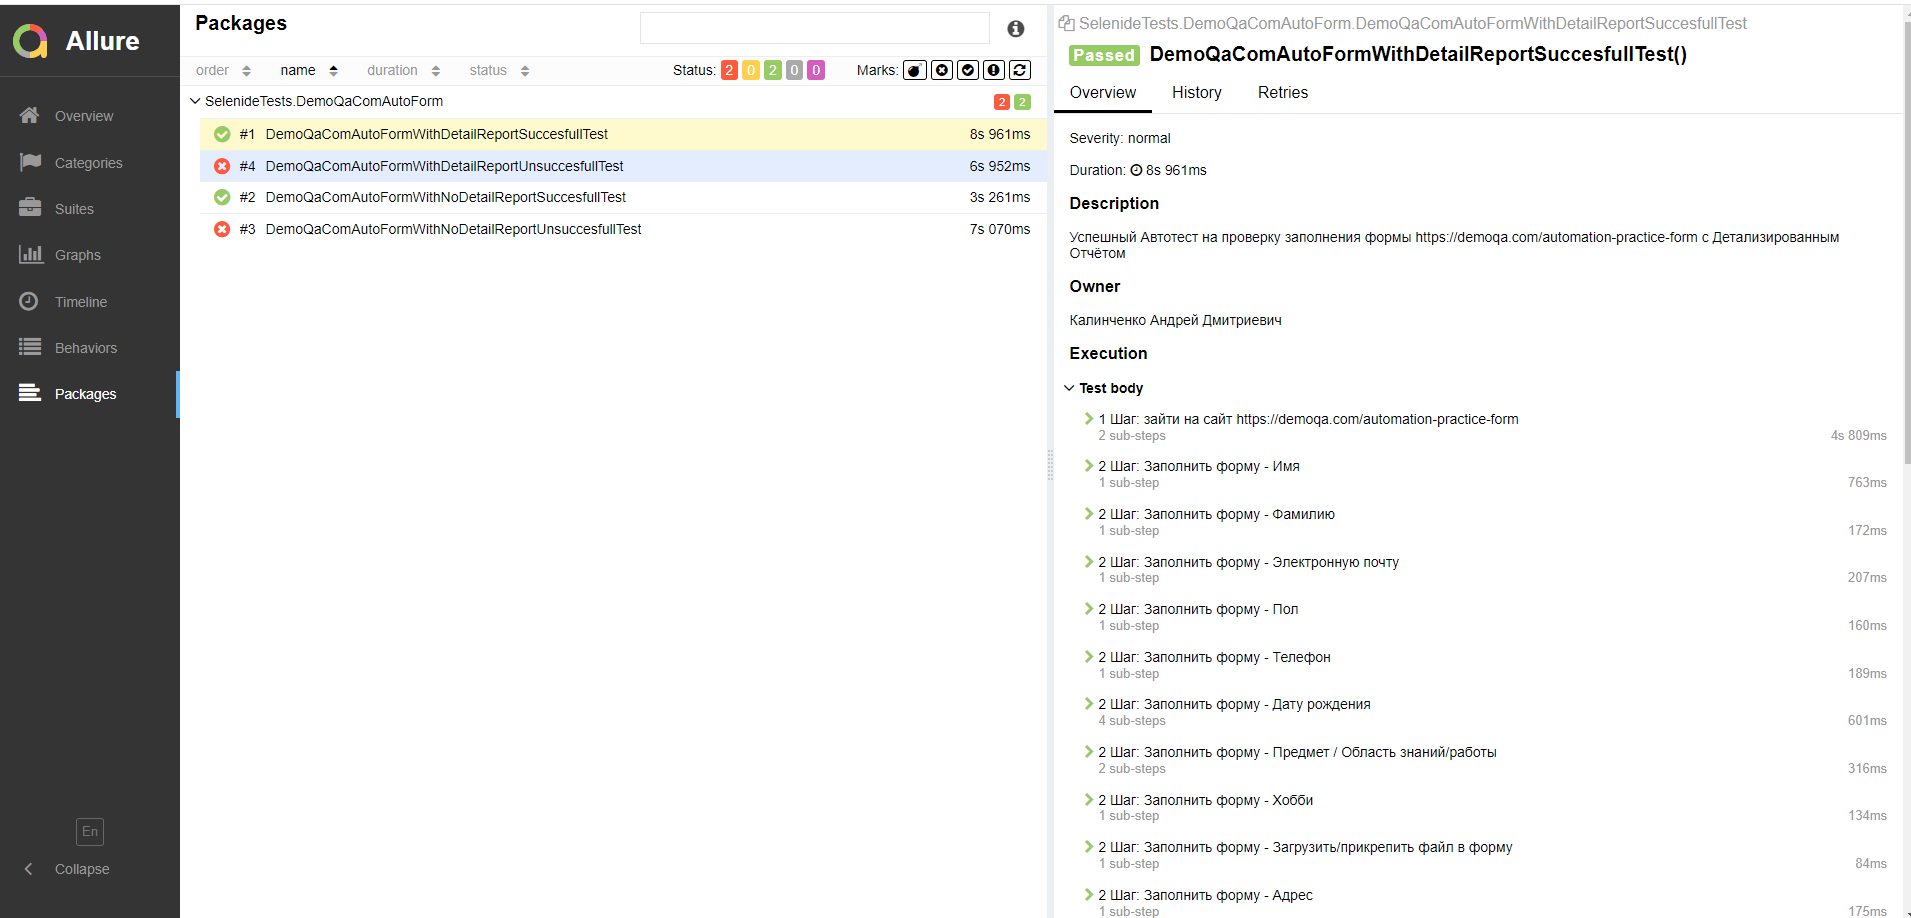 Allure
Overview
Categories
Suites
Graphs
Timeline
Behaviors
Packages
En
Collapse
Packages
order name duration status Status: 2 0 2 0 0 Marks:
SelenideTests.DemoQaComAutoForm 2 2
#1 DemoQaComAutoFormWithDetailReportSuccesfullTest 8s 961ms
#4 DemoQaComAutoFormWithDetailReportUnsuccesfullTest 6s 952ms
#2 DemoQaComAutoFormWithNoDetailReportSuccesfullTest 3s 261ms
#3 DemoQaComAutoFormWithNoDetailReportUnsuccesfullTest 7s 070ms
SelenideTests.DemoQaComAutoForm.DemoQaComAutoFormWithDetailReportSuccesfullTest
Passed DemoQaComAutoFormWithDetailReportSuccesfullTest()
Overview History Retries
Severity: normal
Duration: 8s 961ms
Description
Успешный Автотест на проверку заполнения формы https://demoqa.com/automation-practice-form с Детализированным
Отчётом
Owner
Калинченко Андрей Дмитриевич
Execution
Test body
1 Шаг: зайти на сайт https://demoqa.com/automation-practice-form
2 sub-steps 4s 809ms
2 Шаг: Заполнить форму - Имя
1 sub-step 763ms
2 Шаг: Заполнить форму - Фамилию
1 sub-step 172ms
2 Шаг: Заполнить форму - Электронную почту
1 sub-step 207ms
2 Шаг: Заполнить форму - Пол
1 sub-step 160ms
2 Шаг: Заполнить форму - Телефон
1 sub-step 189ms
2 Шаг: Заполнить форму - Дату рождения
4 sub-steps 601ms
2 Шаг: Заполнить форму - Предмет / Область знаний/работы
2 sub-steps 316ms
2 Шаг: Заполнить форму - Хобби
1 sub-step 134ms
2 Шаг: Заполнить форму - Загрузить/прикрепить файл в форму
1 sub-step 84ms
2 Шаг: Заполнить форму - Адрес
1 sub-step 175ms